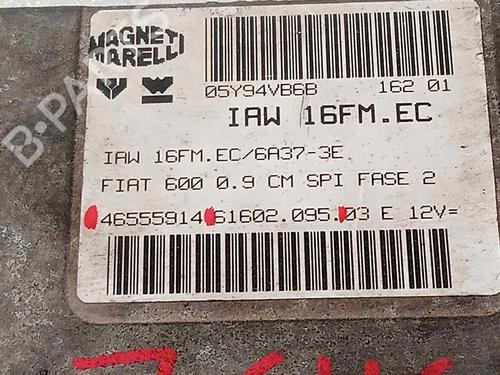 MAGNETI
MARELLI
05Y94VB6B 162 01
IAW 16FM.EC
IAW 16FM.EC/6A37-3E
FIAT 600 0.9 CM SPI FASE 2
46555914 61602.095.03 E 12V=
B-PARTS